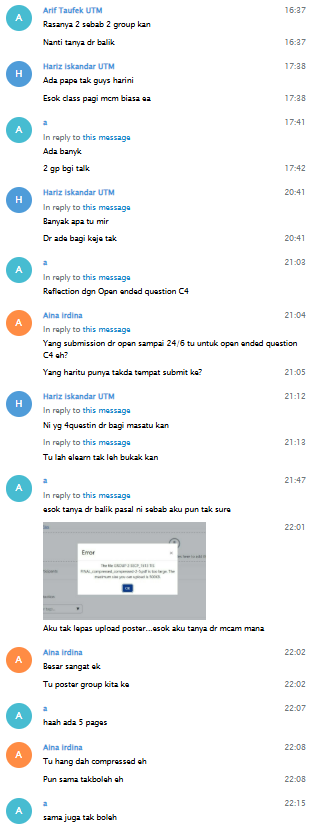 A
Arif Taufek UTM
16:37
Rasanya 2 sebab 2 group kan
Nanti tanya dr balik
16:37
H
Hariz iskandar UTM
17:38
Ada pape tak guys harini
Esok class pagi mcm biasa ea
17:38
A
a
17:41
In reply to this message
Ada banyk
2 gp bgi talk
17:42
H
Hariz iskandar UTM
20:41
In reply to this message
Banyak apa tu mir
Dr ade bagi keje tak
20:41
A
a
21:03
In reply to this message
Reflection dgn Open ended question C4
A
Aina irdina
21:04
In reply to this message
Yang submission dr open sampai 24/6 tu untuk open ended question
C4 eh?
Yang haritu punya takda tempat submit ke?
21:05
H
Hariz iskandar UTM
21:12
In reply to this message
Ni yg 4questin dr bagi masatu kan
In reply to this message
21:13
Tu lah elearn tak leh bukak kan
A
a
21:47
In reply to this message
esok tanya dr balik pasal ni sebab aku pun tak sure
22:01
Error
OK
Aku tak lepas upload poster...esok aku tanya dr mcam mana
A
Aina irdina
22:02
Besar sangat ek
Tu poster group kita ke
22:02
A
a
22:07
haah ada 5 pages
A
Aina irdina
22:08
Tu hang dah compressed eh
Pun sama takboleh eh
22:08
A
a
22:15
sama juga tak boleh